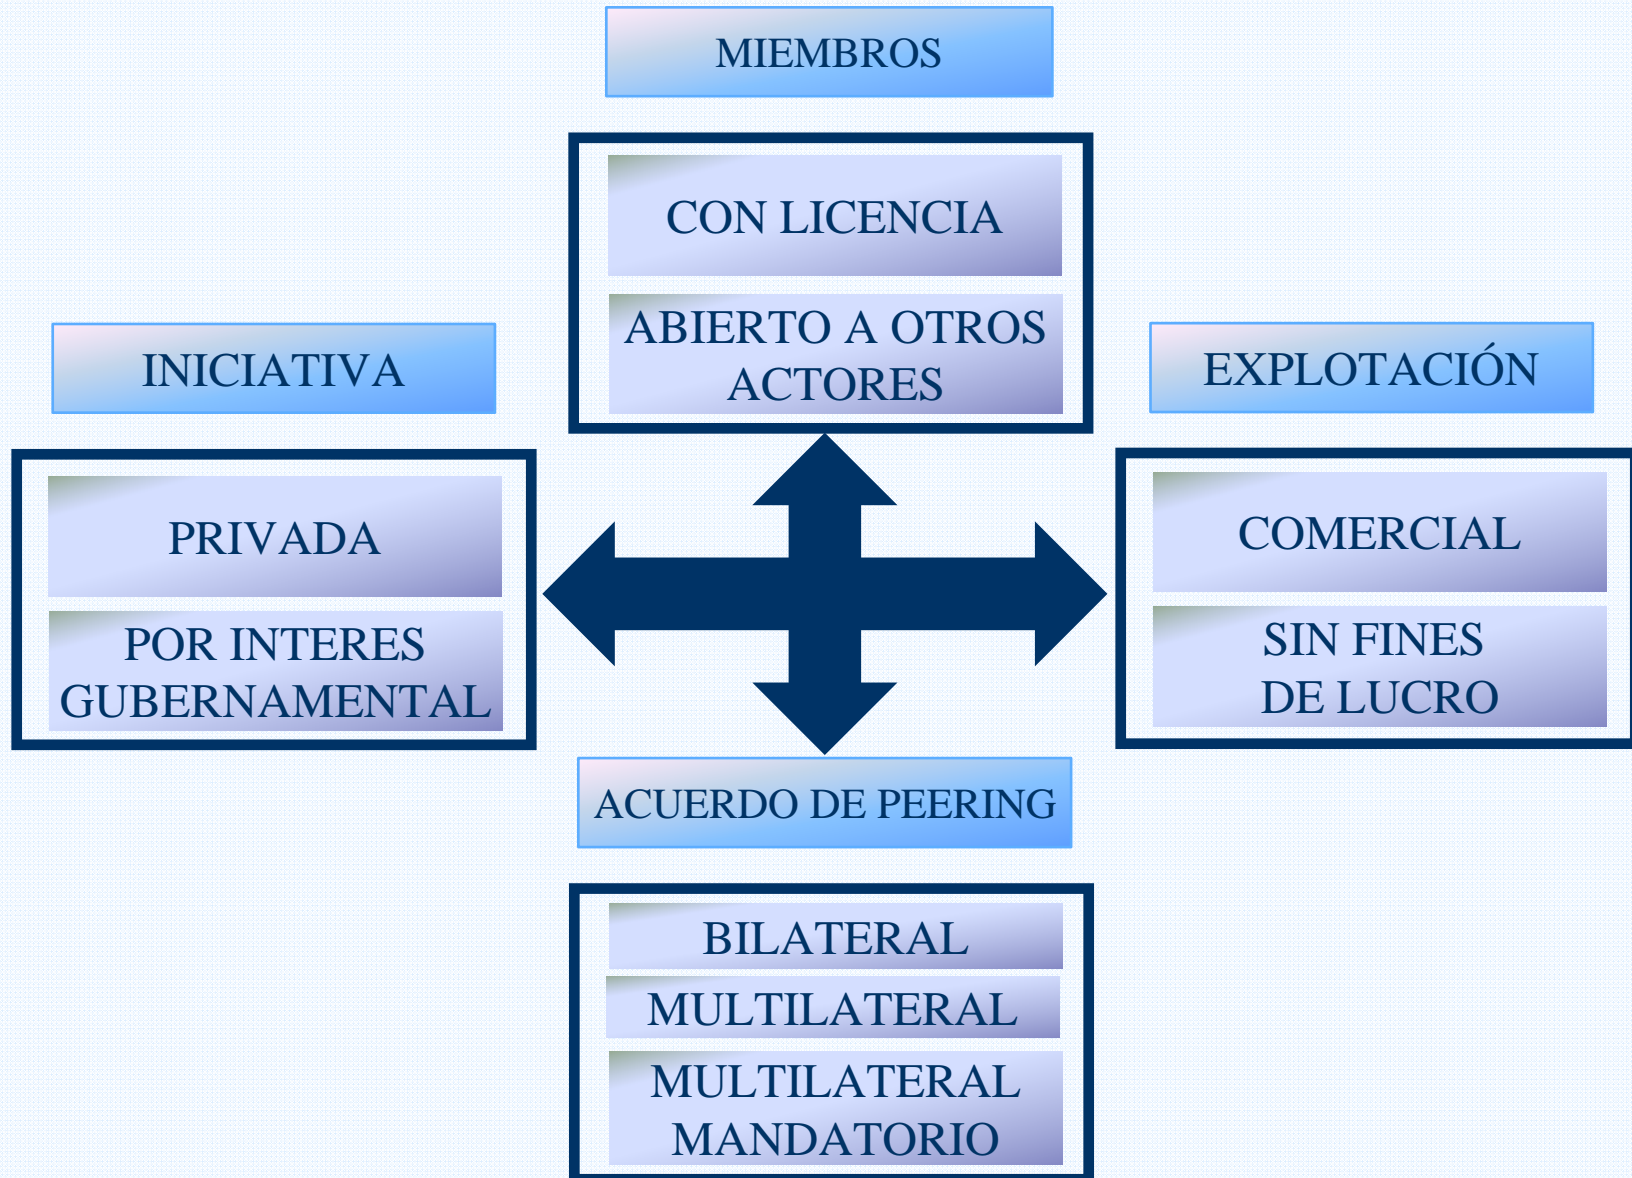 MIEMBROS
CON LICENCIA
ABIERTO A OTROS
ACTORES
INICIATIVA
PRIVADA
POR INTERES
GUBERNAMENTAL
EXPLOTACIÓN
COMERCIAL
SIN FINES
DE LUCRO
ACUERDO DE PEERING
BILATERAL
MULTILATERAL
MULTILATERAL
MANDATORIO